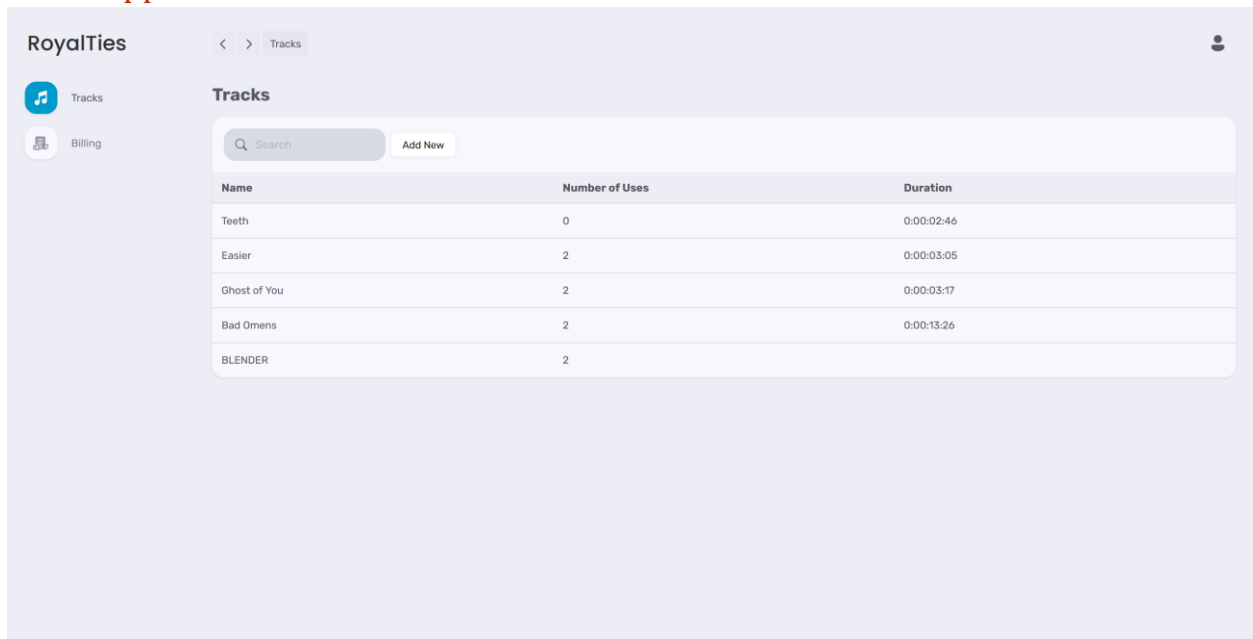 RoyalTies
Tracks
Tracks
Billing
Tracks
Search
Add New
Name Number of Uses Duration
Teeth 0 0:00:02:46
Easier 2 0:00:03:05
Ghost of You 2 0:00:03:17
Bad Omens 2 0:00:13:26
BLENDER 2